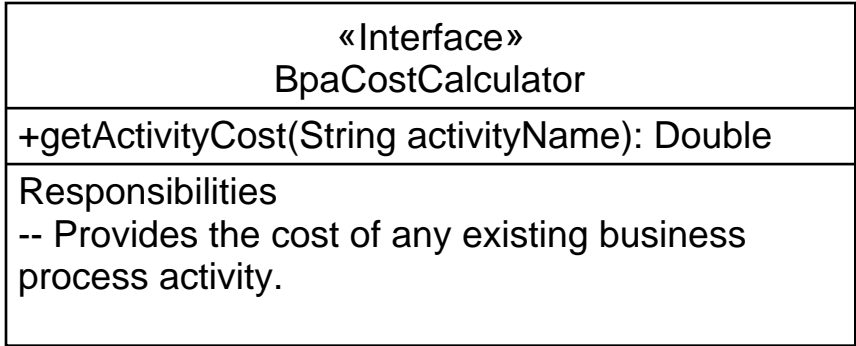 «Interface»
BpaCostCalculator
+getActivityCost(String activityName): Double
Responsibilities
-- Provides the cost of any existing business
process activity.